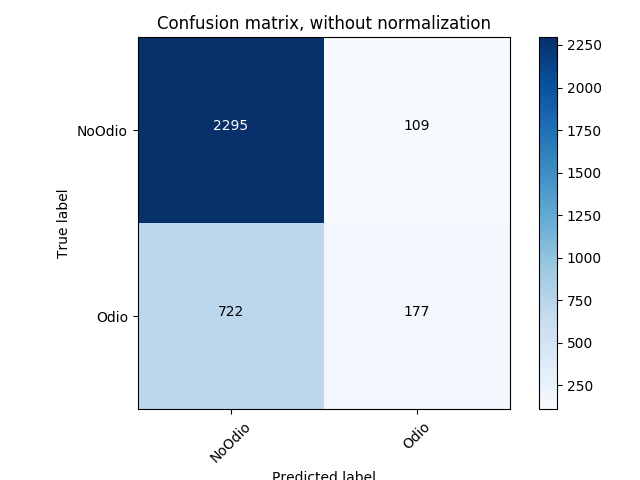 Confusion matrix, without normalization
True label
NoOdio
2295
109
Odio
722
177
NoOdio
Odio
Predicted label
2250
2000
1750
1500
1250
1000
750
500
250